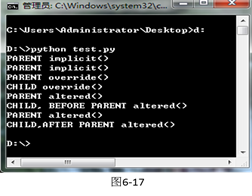 管理员: C:\Windows\system32\c
C:\Users\Administrator\Desktop>d:
D:\>python test.py
PARENT implicit()
PARENT implicit()
PARENT override()
CHILD override()
PARENT altered()
CHILD, BEFORE PARENT altered()
PARENT altered()
CHILD,AFTER PARENT altered()
D:\>
图6-17